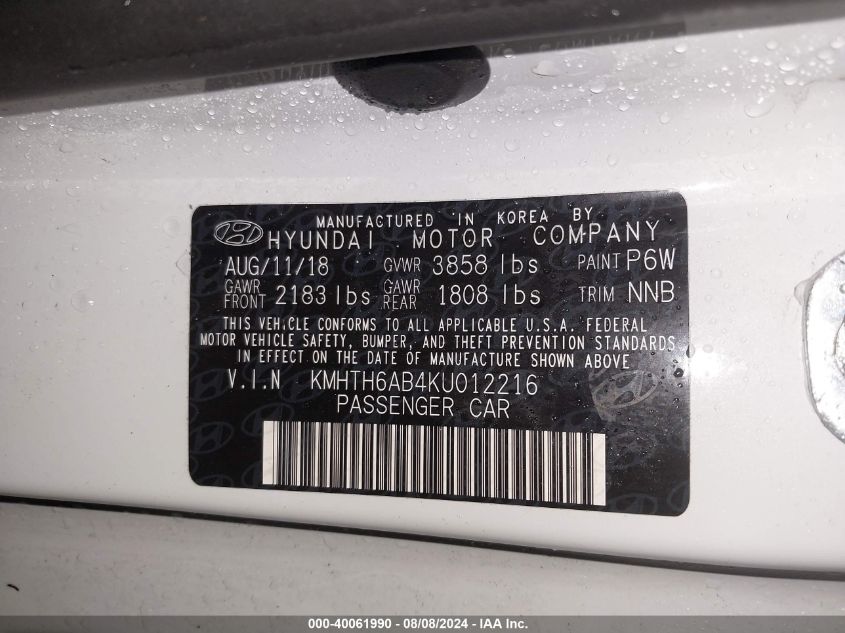 MANUFACTURED IN KOREA BY
HYUNDAI MOTOR COMPANY
AUG/11/18 GVWR 3858 lbs PAINT P6W
GAWR FRONT 2183 lbs GAWR REAR 1808 lbs TRIM NNB
THIS VEHICLE CONFORMS TO ALL APPLICABLE U.S.A. FEDERAL
MOTOR VEHICLE SAFETY, BUMPER, AND THEFT PREVENTION STANDARDS
IN EFFECT ON THE DATE OF MANUFACTURE SHOWN ABOVE
V.I.N KMHTH6AB4KU012216
PASSENGER CAR
000-40061990 - 08/08/2024 - IAA Inc.